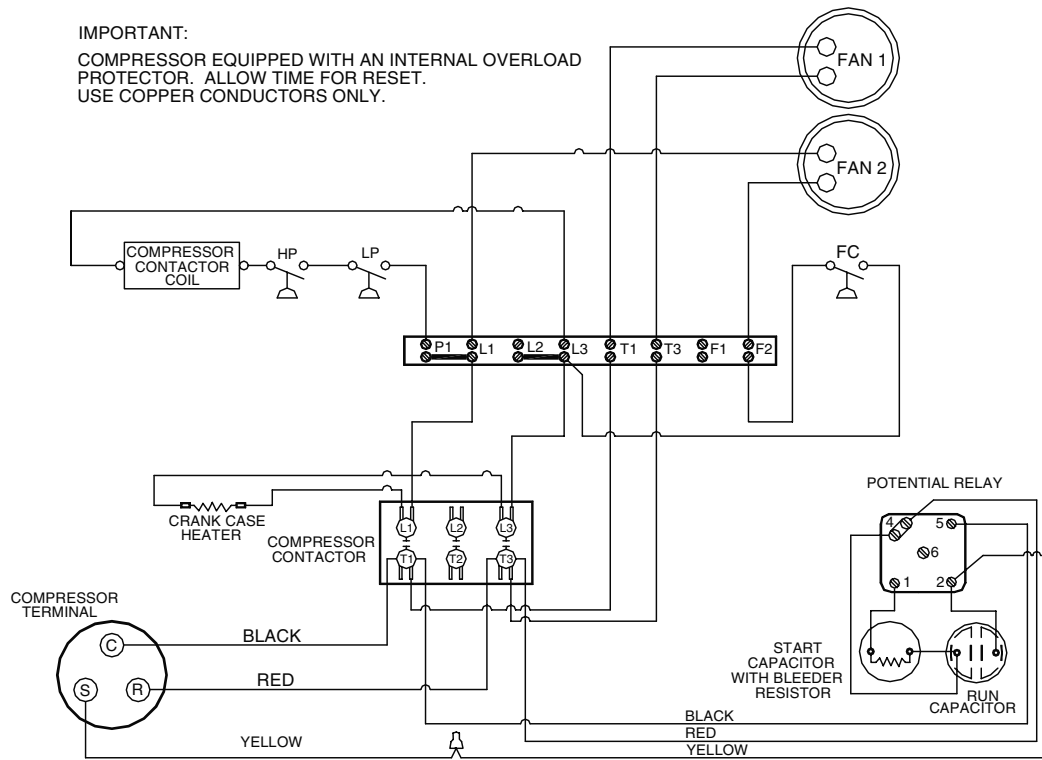 IMPORTANT:
COMPRESSOR EQUIPPED WITH AN INTERNAL OVERLOAD
PROTECTOR. ALLOW TIME FOR RESET.
USE COPPER CONDUCTORS ONLY.
FAN 1
FAN 2
COMPRESSOR
CONTACTOR
COIL
HP
LP
FC
P1
L1
L2
L3
T1
T3
F1
F2
CRANK CASE
HEATER
COMPRESSOR
CONTACTOR
L1
L2
L3
T1
T2
T3
POTENTIAL RELAY
4
5
6
1
2
COMPRESSOR
TERMINAL
C
S
R
BLACK
RED
YELLOW
START
CAPACITOR
WITH BLEEDER
RESISTOR
RUN
CAPACITOR
BLACK
RED
YELLOW